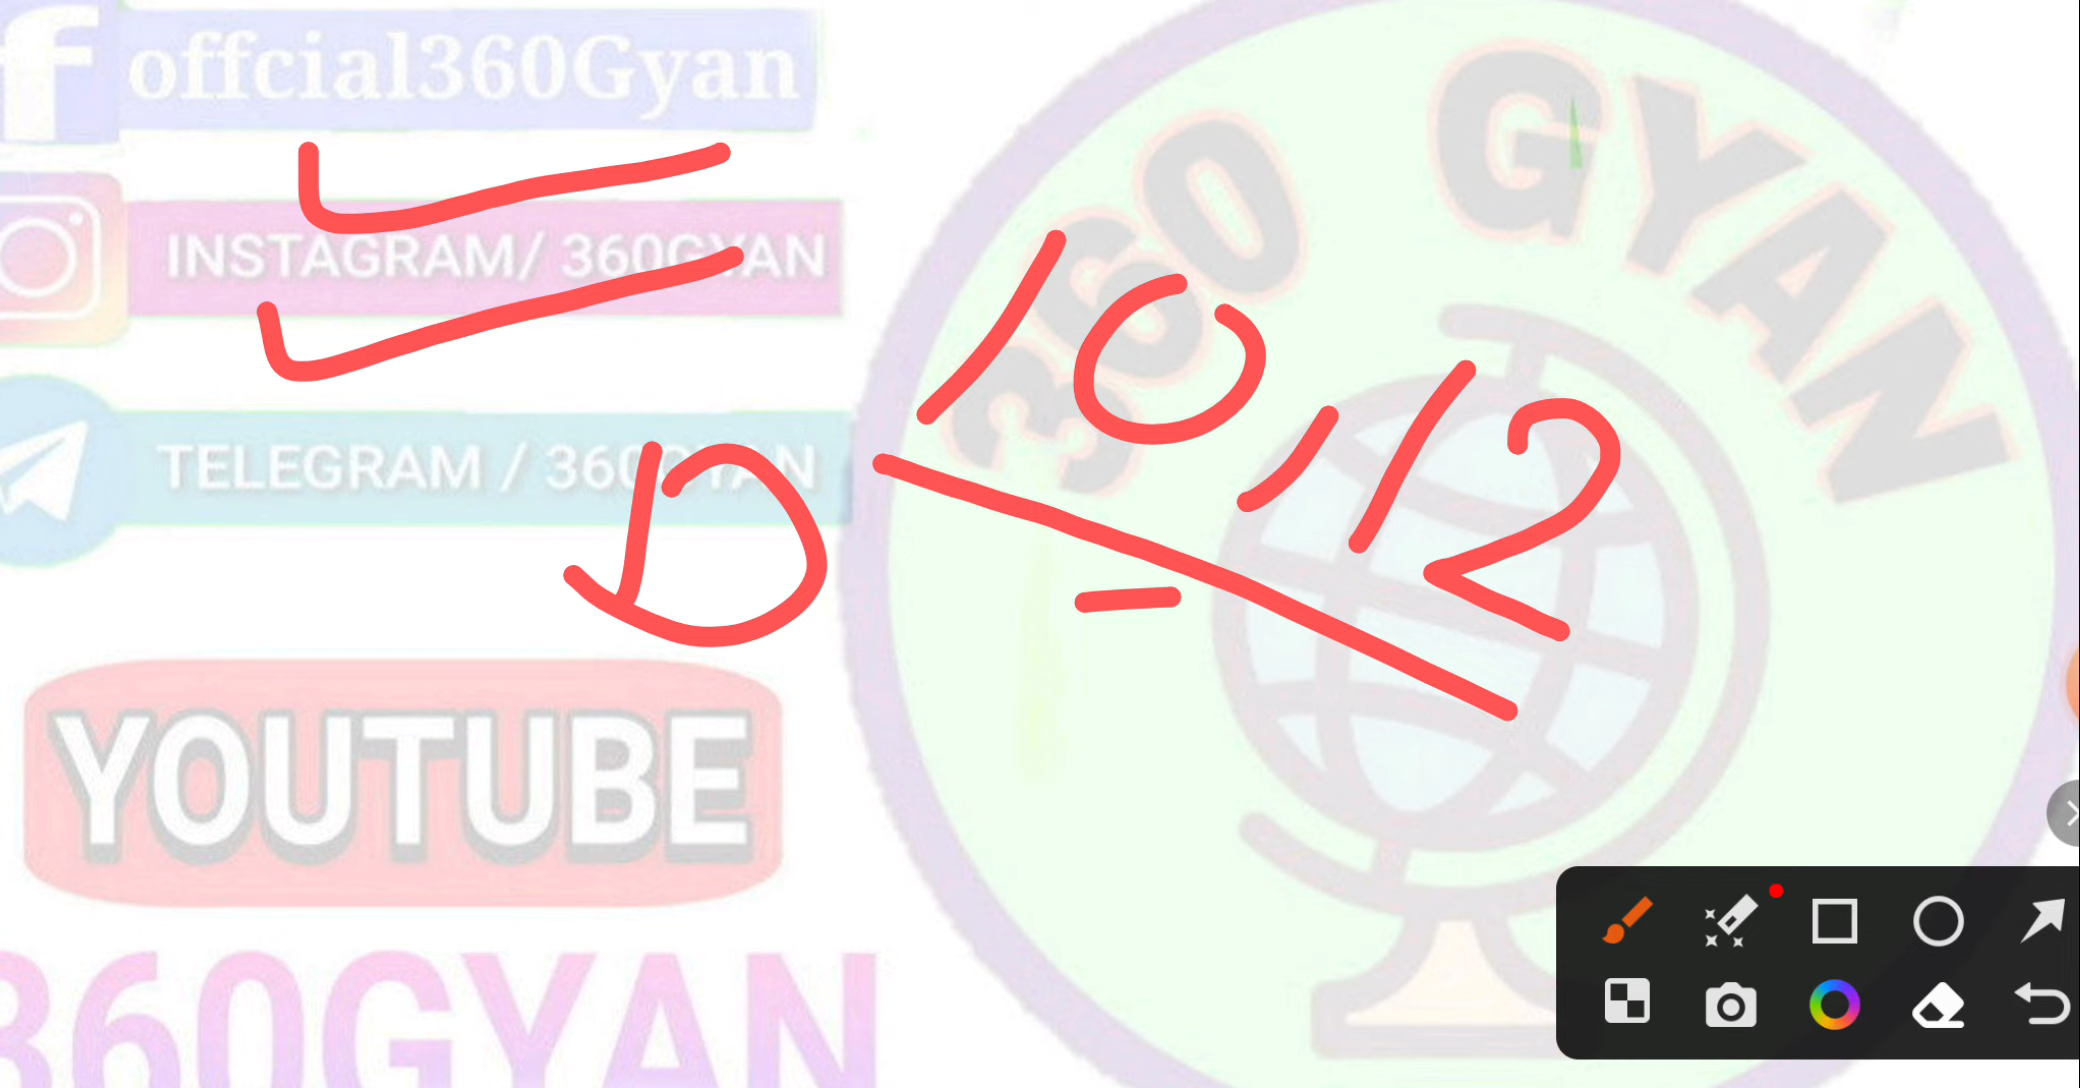 offcial360Gyan
INSTAGRAM/ 360GYAN
TELEGRAM / 360GYAN
YOUTUBE
360GYAN
360 GYAN
10,12
D